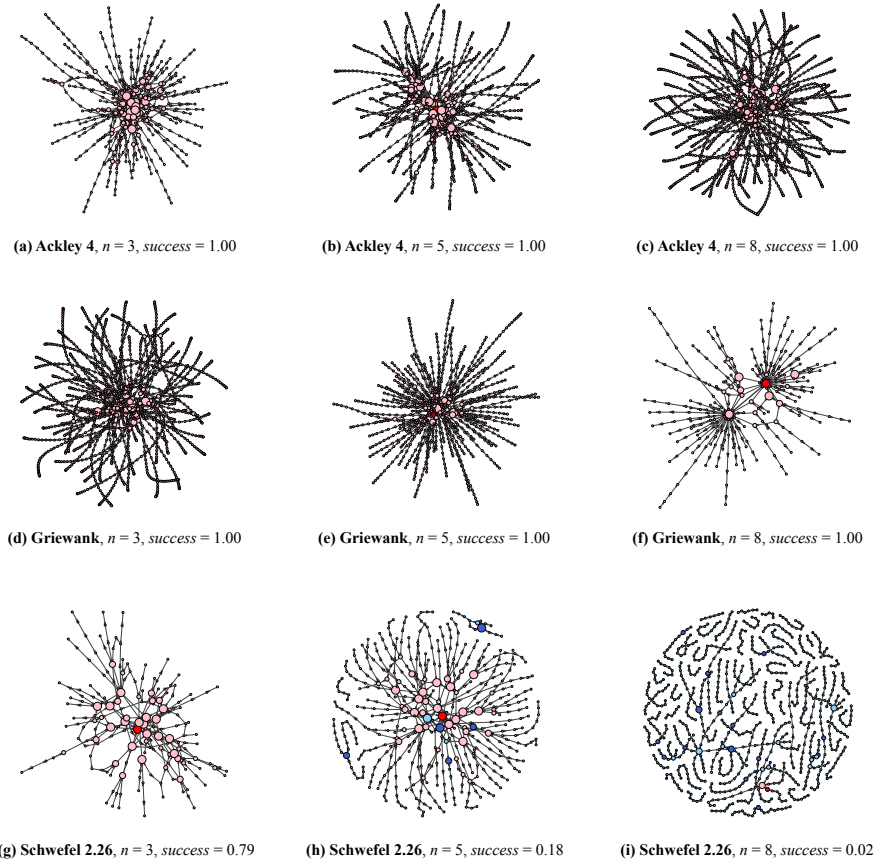 (a) Ackley 4, n = 3, success = 1.00
(b) Ackley 4, n = 5, success = 1.00
(c) Ackley 4, n = 8, success = 1.00
(d) Griewank, n = 3, success = 1.00
(e) Griewank, n = 5, success = 1.00
(f) Griewank, n = 8, success = 1.00
(g) Schwefel 2.26, n = 3, success = 0.79
(h) Schwefel 2.26, n = 5, success = 0.18
(i) Schwefel 2.26, n = 8, success = 0.02